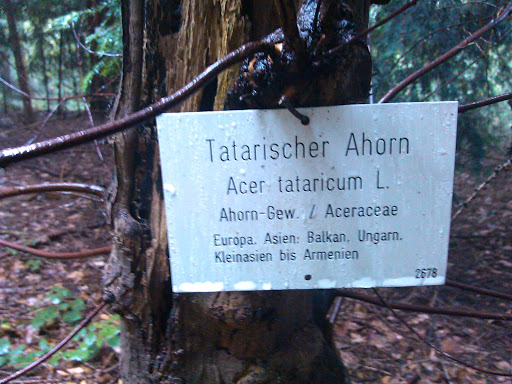 Tatarischer Ahorn
Acer tataricum L.
Ahorn-Gew. / Aceraceae
Europa, Asien: Balkan, Ungarn,
Kleinasien bis Armenien
2678